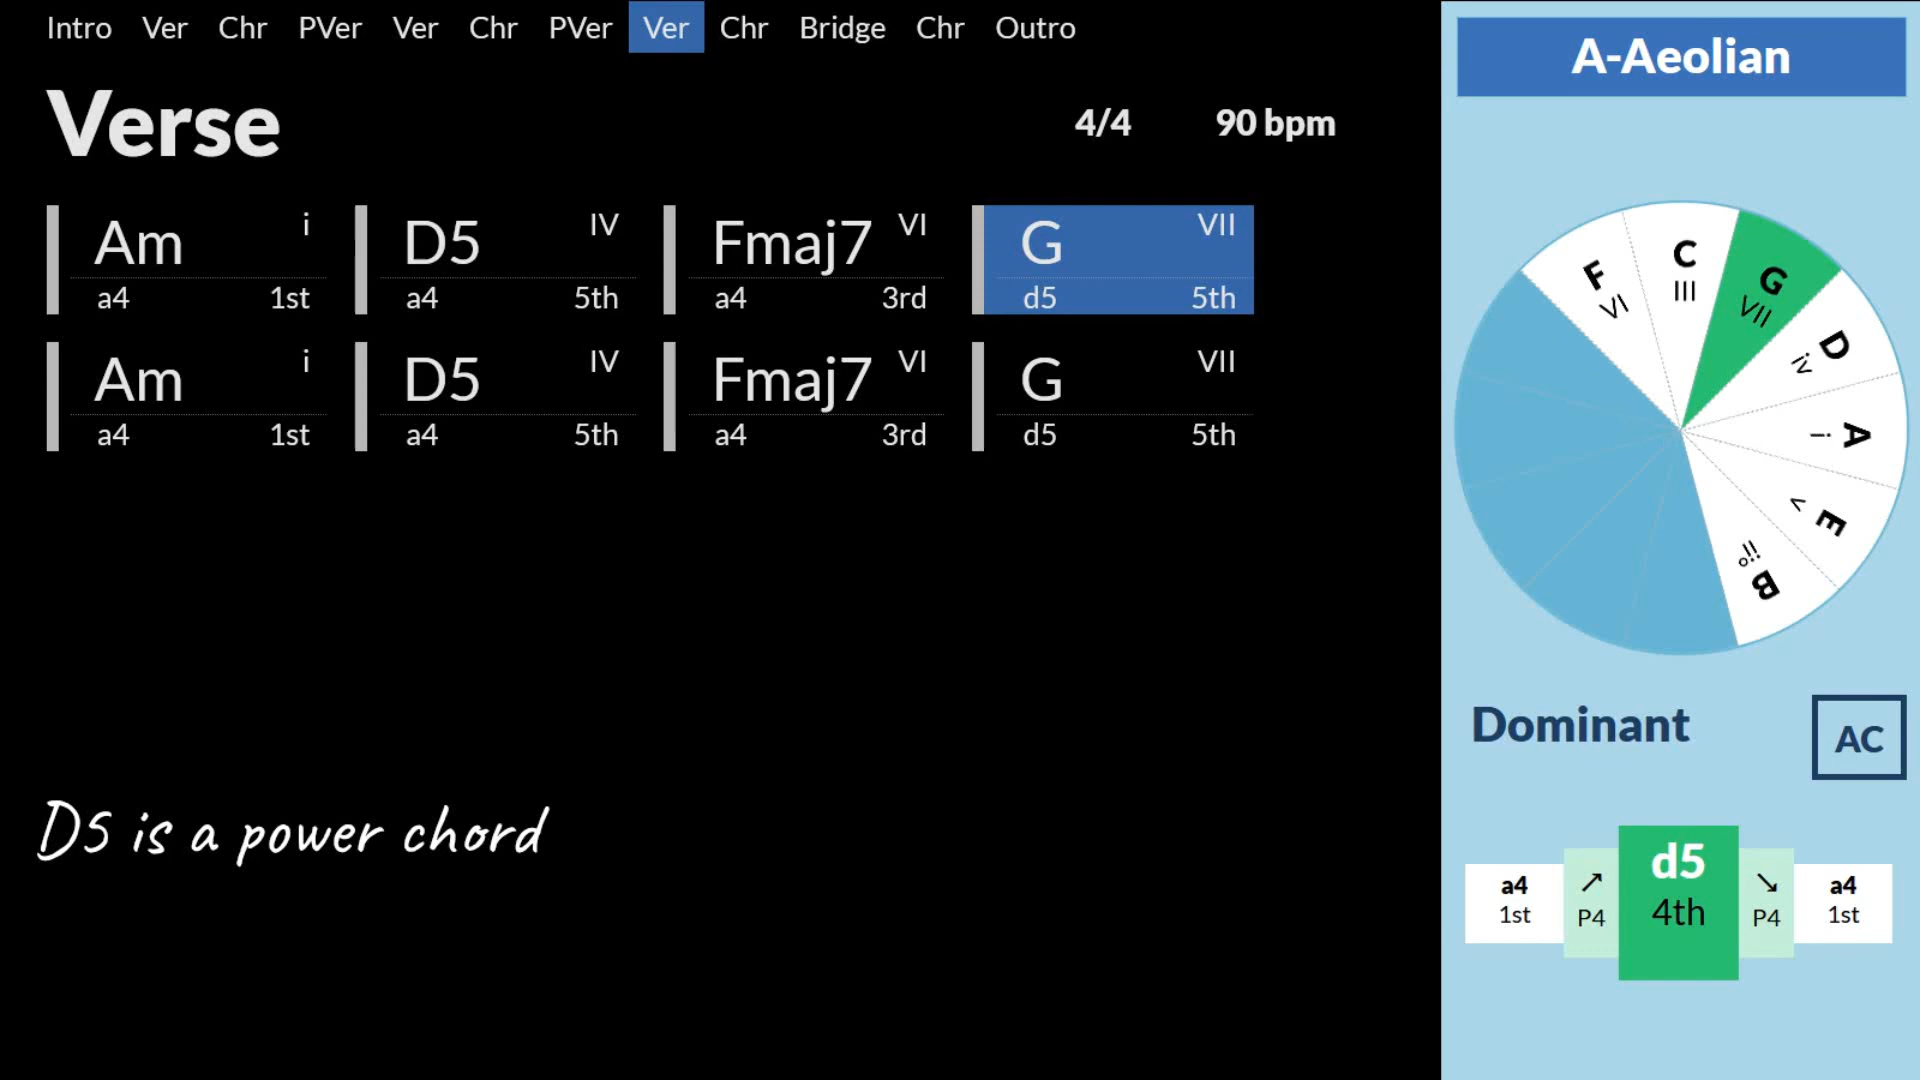 Intro Ver Chr PVer Ver Chr PVer Ver Chr Bridge Chr Outro
Verse 4/4 90 bpm
Am i D5 IV Fmaj7 VI G VII
a4 1st a4 5th a4 3rd d5 5th
Am i D5 IV Fmaj7 VI G VII
a4 1st a4 5th a4 3rd d5 5th
D5 is a power chord
A-Aeolian
F VI
C III
G VII
D iv
A i
E v
B ii°
Dominant AC
a4 ↗ d5 ↘ a4
1st P4 4th P4 1st